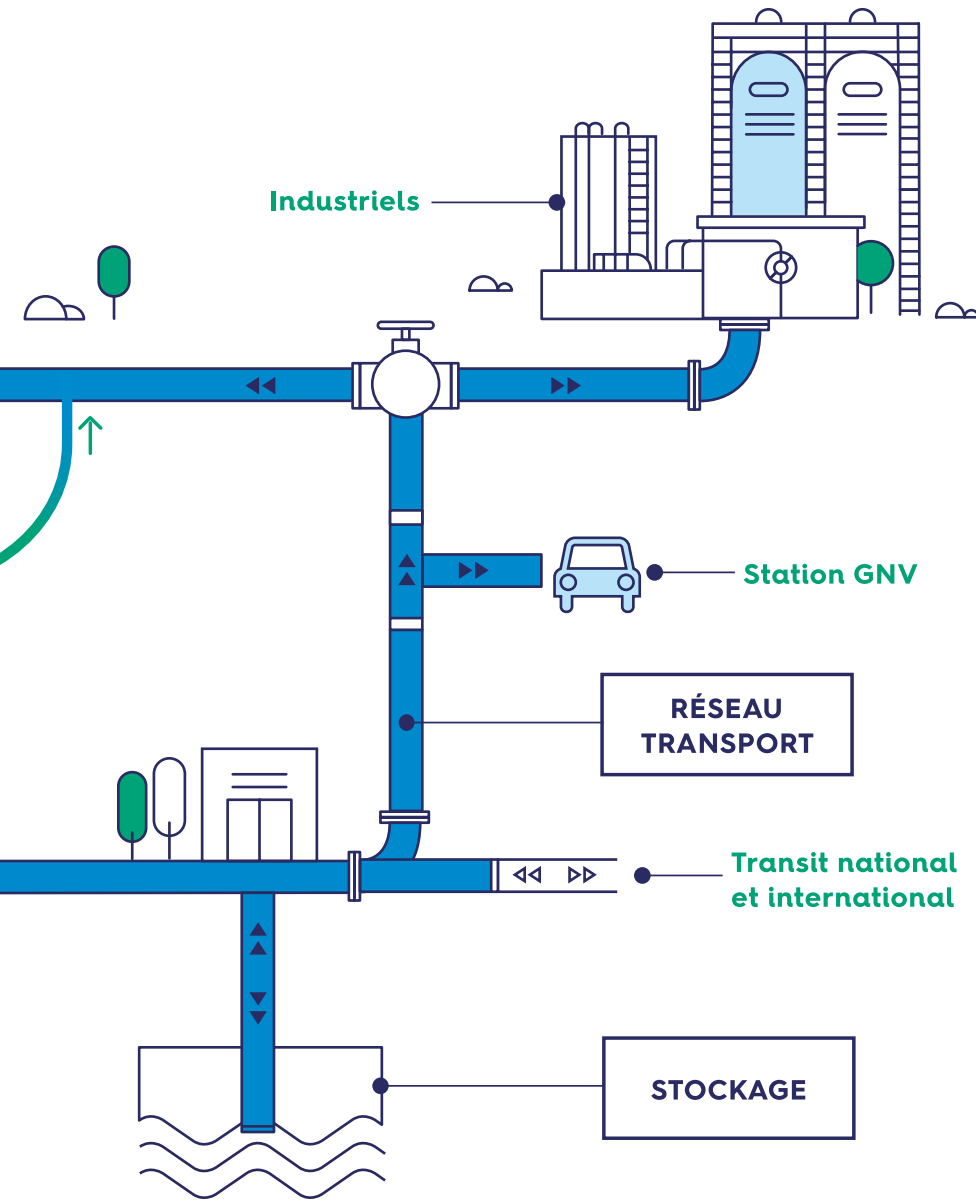 Industriels
Station GNV
RÉSEAU
TRANSPORT
Transit national
et international
STOCKAGE